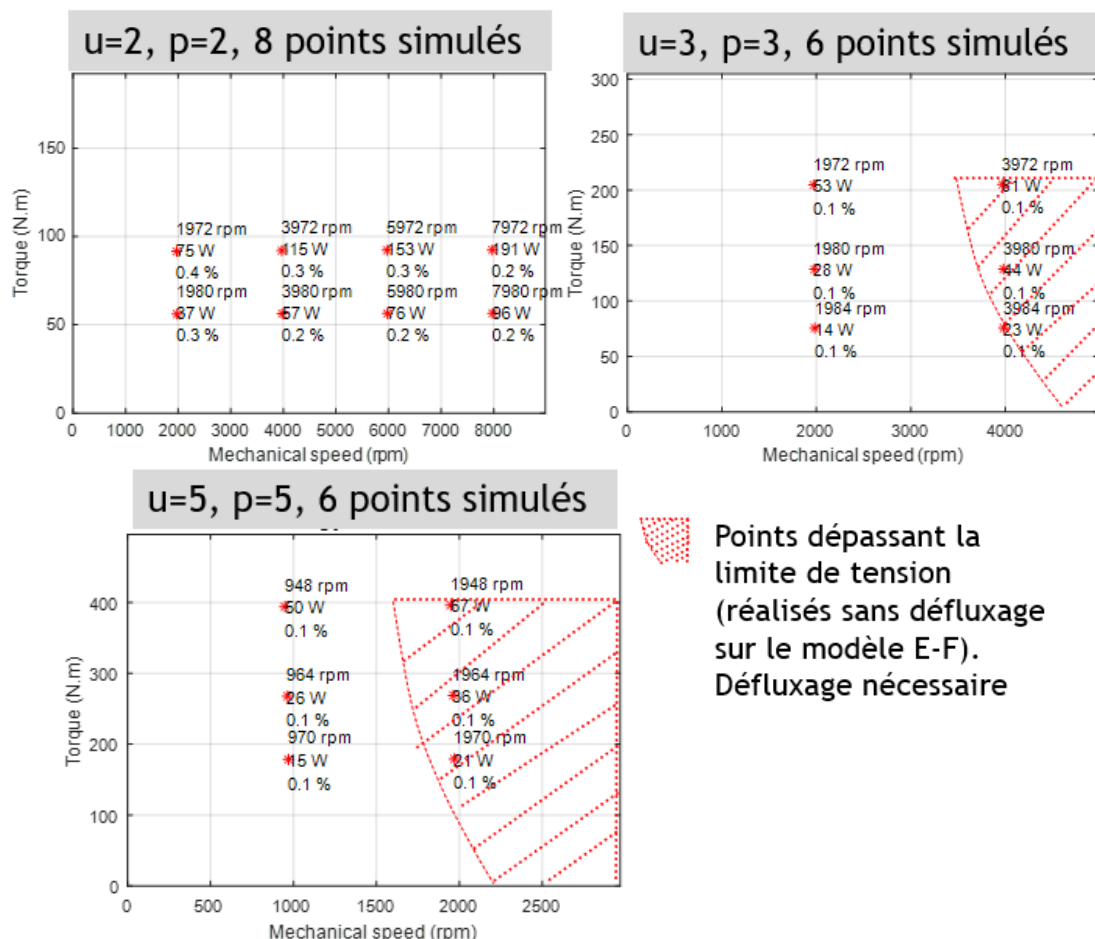 u=2, p=2, 8 points simulés
Torque (N.m)
150
100
50
0
1972 rpm 3972 rpm 5972 rpm 7972 rpm
75 W 115 W 153 W 191 W
0.4 % 0.3 % 0.3 % 0.2 %
1980 rpm 3980 rpm 5980 rpm 7980 rpm
37 W 57 W 76 W 96 W
0.3 % 0.2 % 0.2 % 0.2 %
0 1000 2000 3000 4000 5000 6000 7000 8000
Mechanical speed (rpm)
u=3, p=3, 6 points simulés
Torque (N.m)
300
250
200
150
100
50
0
1972 rpm 3972 rpm
53 W 81 W
0.1 % 0.1 %
1980 rpm 3980 rpm
28 W 44 W
0.1 % 0.1 %
1984 rpm 3984 rpm
14 W 23 W
0.1 % 0.1 %
0 1000 2000 3000 4000
Mechanical speed (rpm)
u=5, p=5, 6 points simulés
Torque (N.m)
400
300
200
100
0
948 rpm 1948 rpm
50 W 67 W
0.1 % 0.1 %
964 rpm 1964 rpm
26 W 36 W
0.1 % 0.1 %
970 rpm 1970 rpm
15 W 21 W
0.1 % 0.1 %
0 500 1000 1500 2000 2500
Mechanical speed (rpm)
Points dépassant la
limite de tension
(réalisés sans défluxage
sur le modèle E-F).
Défluxage nécessaire